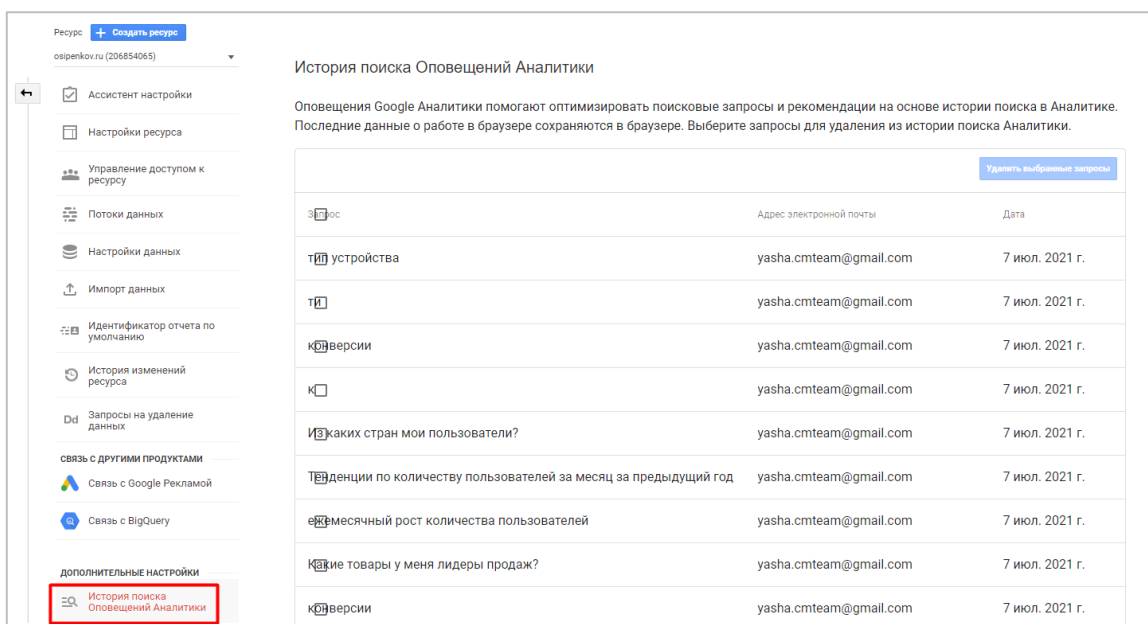 Ресурс
+ Создать ресурс
osipenkov.ru (206854065)
Ассистент настройки
Настройки ресурса
Управление доступом к
ресурсу
Потоки данных
Настройки данных
Импорт данных
Идентификатор отчета по
умолчанию
История изменений
ресурса
Dd
Запросы на удаление
данных
СВЯЗЬ С ДРУГИМИ ПРОДУКТАМИ
Связь с Google Рекламой
Связь с BigQuery
ДОПОЛНИТЕЛЬНЫЕ НАСТРОЙКИ
История поиска
Оповещений Аналитики
История поиска Оповещений Аналитики
Оповещения Google Аналитики помогают оптимизировать поисковые запросы и рекомендации на основе истории поиска в Аналитике.
Последние данные о работе в браузере сохраняются в браузере. Выберите запросы для удаления из истории поиска Аналитики.
Удалить выбранные запросы
Запрос Адрес электронной почты Дата
тип устройства yasha.cmteam@gmail.com 7 июл. 2021 г.
ти yasha.cmteam@gmail.com 7 июл. 2021 г.
конверсии yasha.cmteam@gmail.com 7 июл. 2021 г.
к yasha.cmteam@gmail.com 7 июл. 2021 г.
Из каких стран мои пользователи? yasha.cmteam@gmail.com 7 июл. 2021 г.
Тенденции по количеству пользователей за месяц за предыдущий год yasha.cmteam@gmail.com 7 июл. 2021 г.
ежемесячный рост количества пользователей yasha.cmteam@gmail.com 7 июл. 2021 г.
Какие товары у меня лидеры продаж? yasha.cmteam@gmail.com 7 июл. 2021 г.
конверсии yasha.cmteam@gmail.com 7 июл. 2021 г.